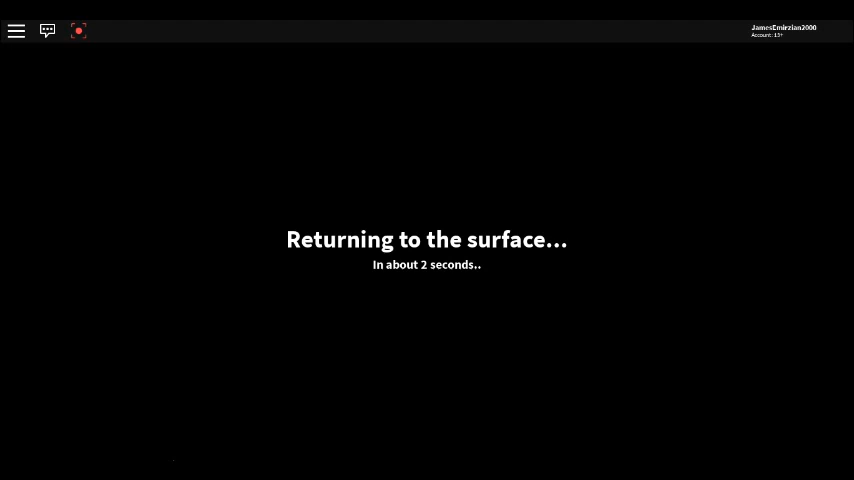 JamesEmirzian2000
Account: 13+
Returning to the surface...
In about 2 seconds..